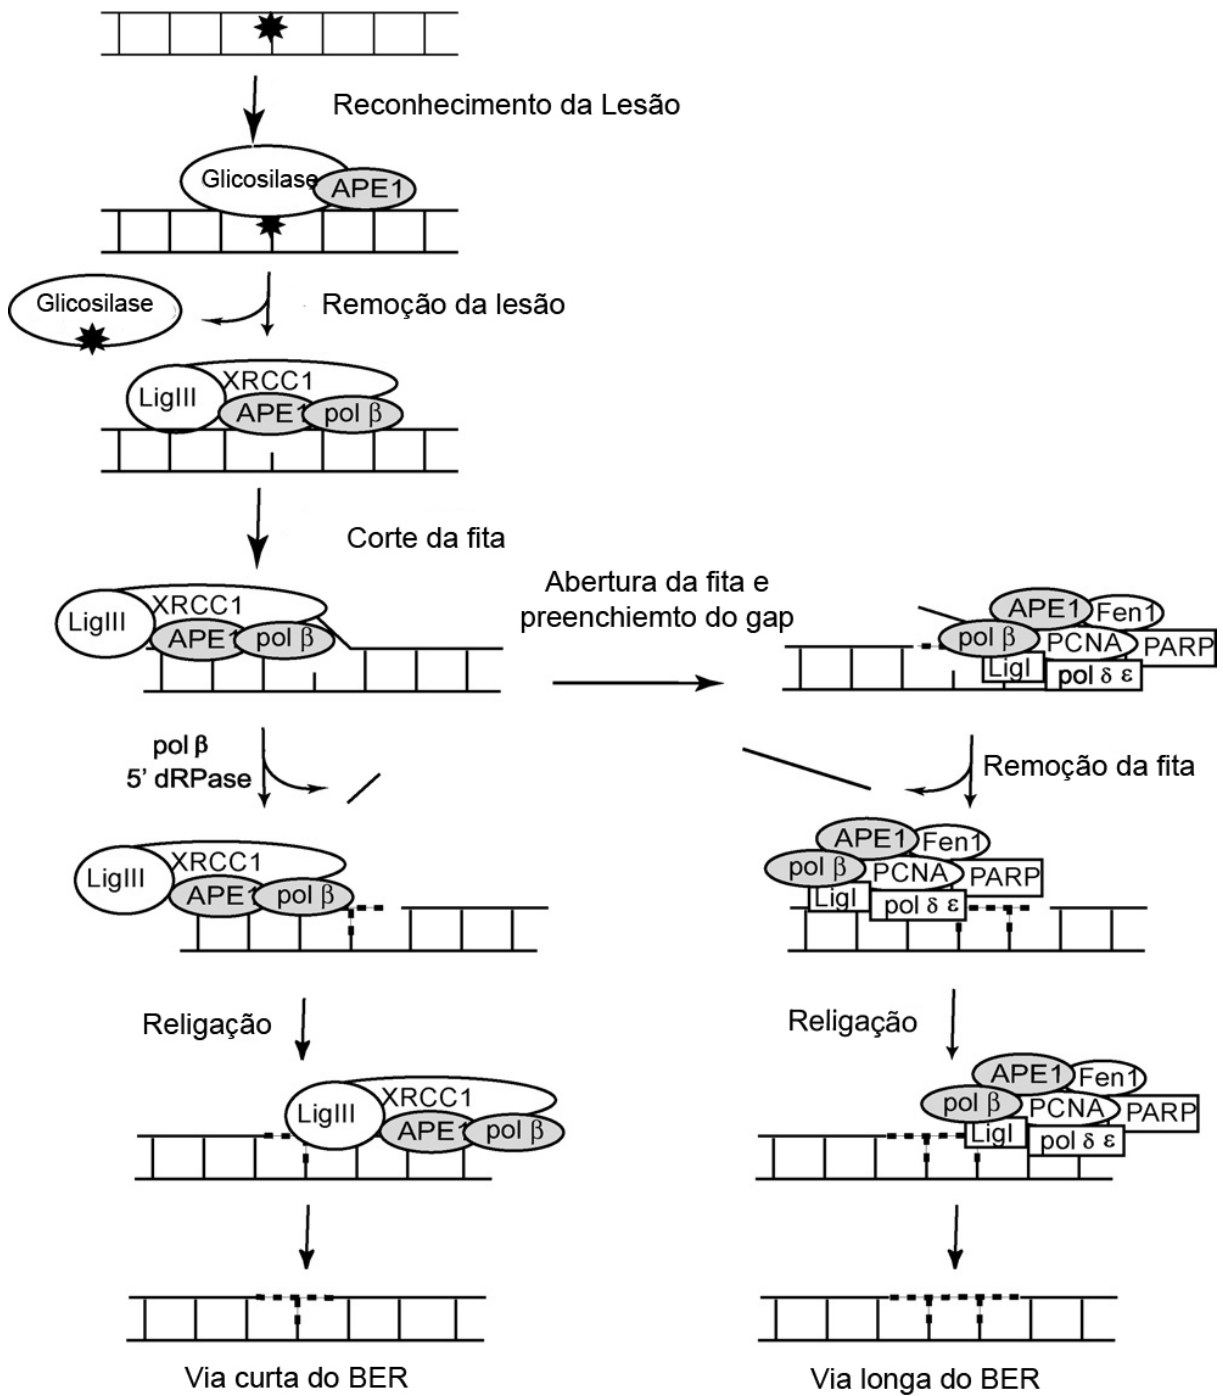 Reconhecimento da Lesão
Glicosilase
APE1
Glicosilase
Remoção da lesão
LigIII
XRCC1
APE1
pol β
Corte da fita
LigIII
XRCC1
APE1
pol β
Abertura da fita e
preenchiemto do gap
APE1
Fen1
pol β
PCNA
PARP
LigI
pol δ ε
pol β
5' dRPase
Remoção da fita
LigIII
XRCC1
APE1
pol β
APE1
Fen1
pol β
PCNA
PARP
LigI
pol δ ε
Religação
Religação
LigIII
XRCC1
APE1
pol β
APE1
Fen1
pol β
PCNA
PARP
LigI
pol δ ε
Via curta do BER
Via longa do BER